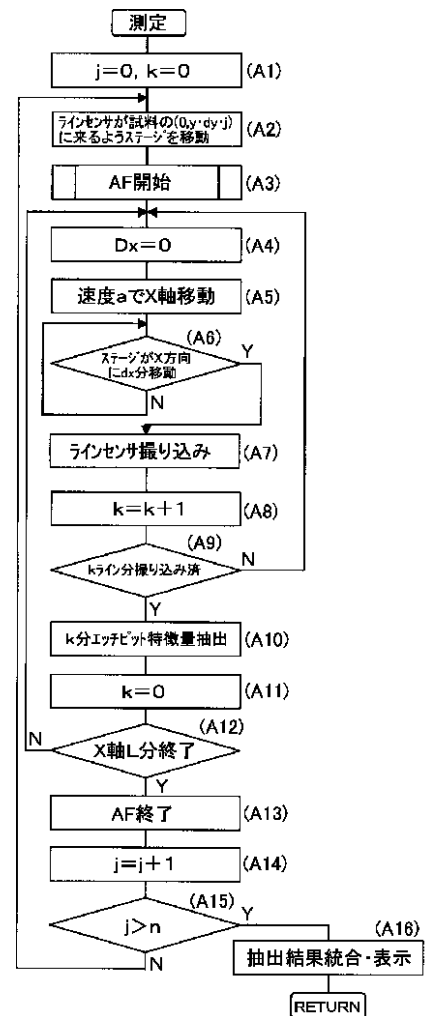 測定
j=0, k=0
(A1)
ラインセンサが試料の(0,y・dy・j)
に来るようステージを移動
(A2)
AF開始
(A3)
Dx=0
(A4)
速度aでX軸移動
(A5)
(A6)
ステージがX方向
にdx分移動
Y
N
ラインセンサ撮り込み
(A7)
k=k+1
(A8)
(A9)
kライン分撮り込み済
N
Y
k分エッチピット特徴量抽出
(A10)
k=0
(A11)
(A12)
N
X軸L分終了
Y
AF終了
(A13)
j=j+1
(A14)
(A15)
j>n
Y
N
(A16)
抽出結果統合・表示
RETURN